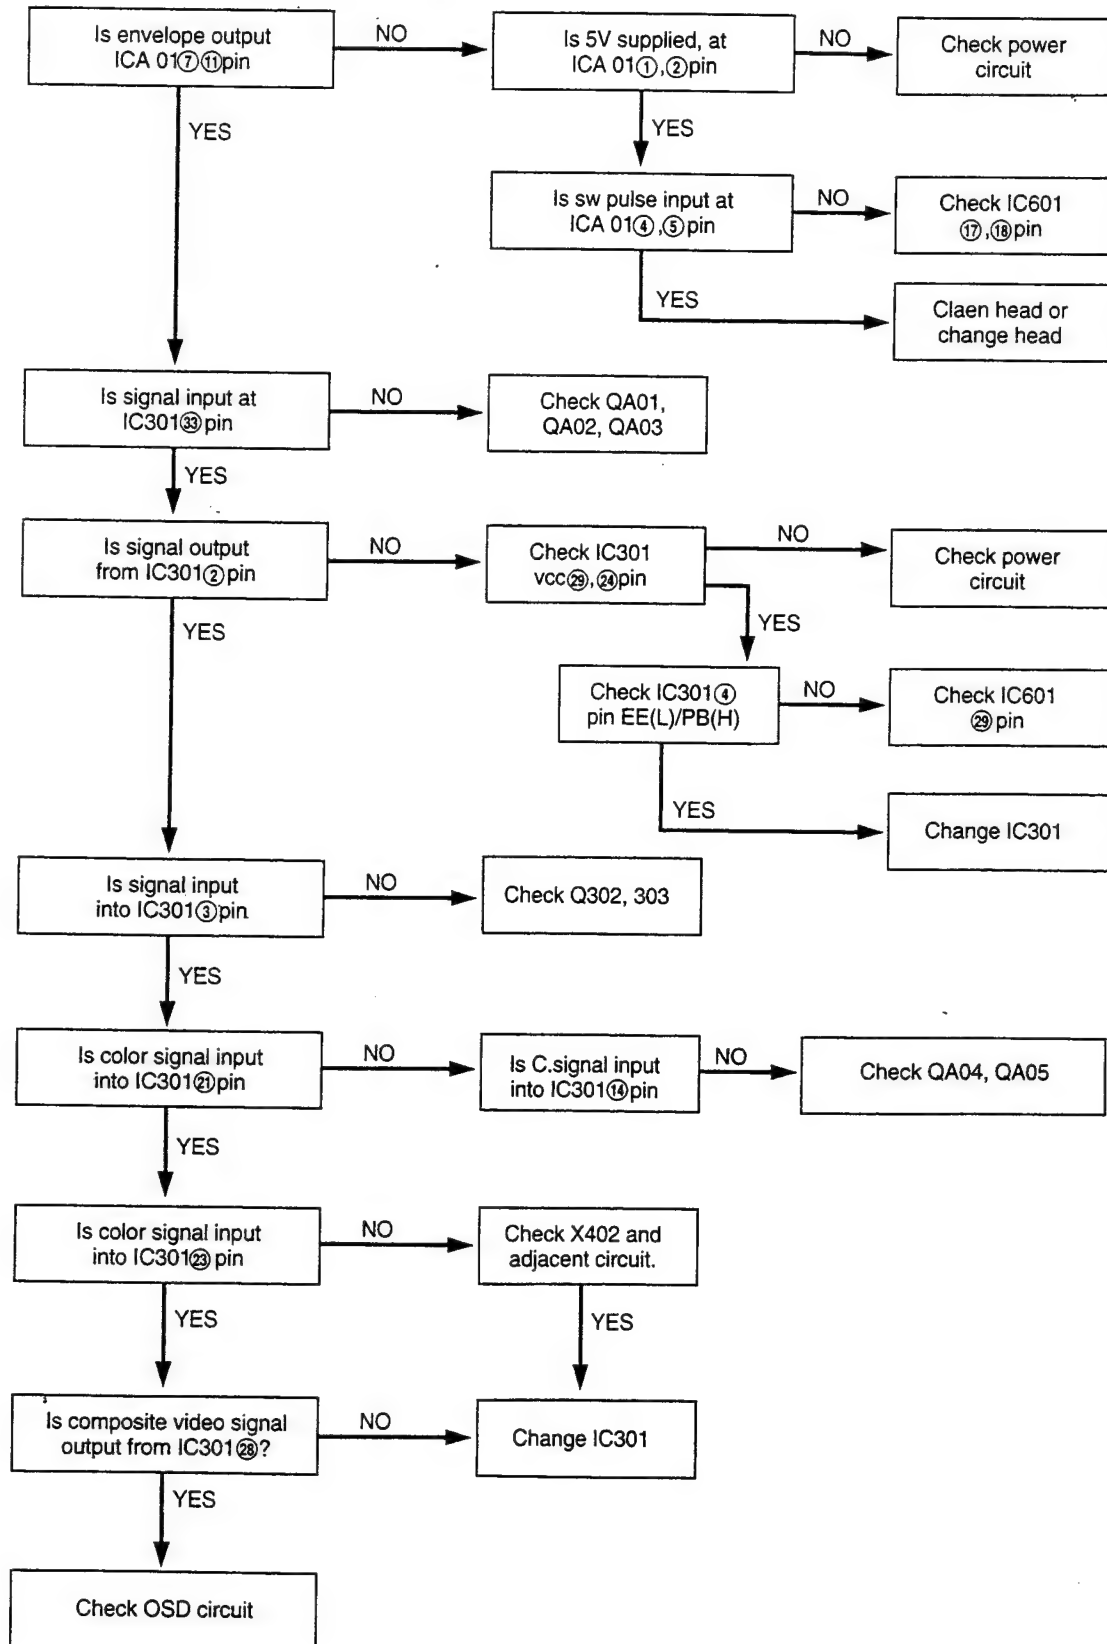 Is envelope output
ICA 01⑦⑪pin
NO
Is 5V supplied, at
ICA 01①,②pin
NO
Check power
circuit
YES
YES
Is sw pulse input at
ICA 01④,⑤pin
NO
Check IC601
⑰,⑱pin
YES
Claen head or
change head
Is signal input at
IC301㉝pin
NO
Check QA01,
QA02, QA03
YES
Is signal output
from IC301②pin
NO
Check IC301
vcc㉙,㉔pin
NO
Check power
circuit
YES
YES
Check IC301④
pin EE(L)/PB(H)
NO
Check IC601
㉙pin
YES
Change IC301
Is signal input
into IC301③pin
NO
Check Q302, 303
YES
Is color signal input
into IC301㉑pin
NO
Is C.signal input
into IC301⑭pin
NO
Check QA04, QA05
YES
Is color signal input
into IC301㉓pin
NO
Check X402 and
adjacent circuit.
YES
YES
Is composite video signal
output from IC301㉘?
NO
Change IC301
YES
Check OSD circuit